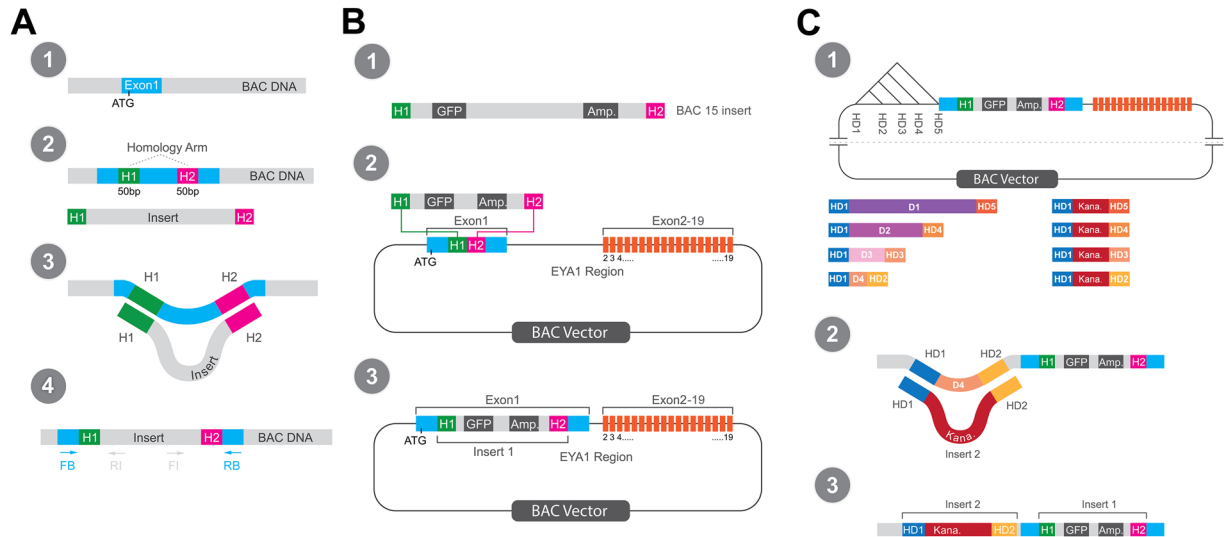 A
1
Exon1
BAC DNA
ATG
2
Homology Arm
H1
H2
BAC DNA
50bp
50bp
H1
Insert
H2
3
H1
H2
H1
H2
Insert
4
H1
Insert
H2
BAC DNA
FB
RI
FI
RB
B
1
H1
GFP
Amp.
H2
BAC 15 insert
2
H1
GFP
Amp.
H2
Exon1
Exon2-19
H1
H2
ATG
2 3 4.....
.....19
EYA1 Region
BAC Vector
3
Exon1
Exon2-19
H1
GFP
Amp.
H2
ATG
2 3 4.....
.....19
Insert 1
EYA1 Region
BAC Vector
C
1
H1
GFP
Amp.
H2
HD1
HD2
HD3
HD4
HD5
BAC Vector
HD1
D1
HD5
HD1
Kana.
HD5
HD1
D2
HD4
HD1
Kana.
HD4
HD1
D3
HD3
HD1
Kana.
HD3
HD1
D4
HD2
HD1
Kana.
HD2
2
HD1
HD2
D4
H1
GFP
Amp.
H2
HD1
HD2
Kana.
Insert 2
3
Insert 2
Insert 1
HD1
Kana.
HD2
H1
GFP
Amp.
H2